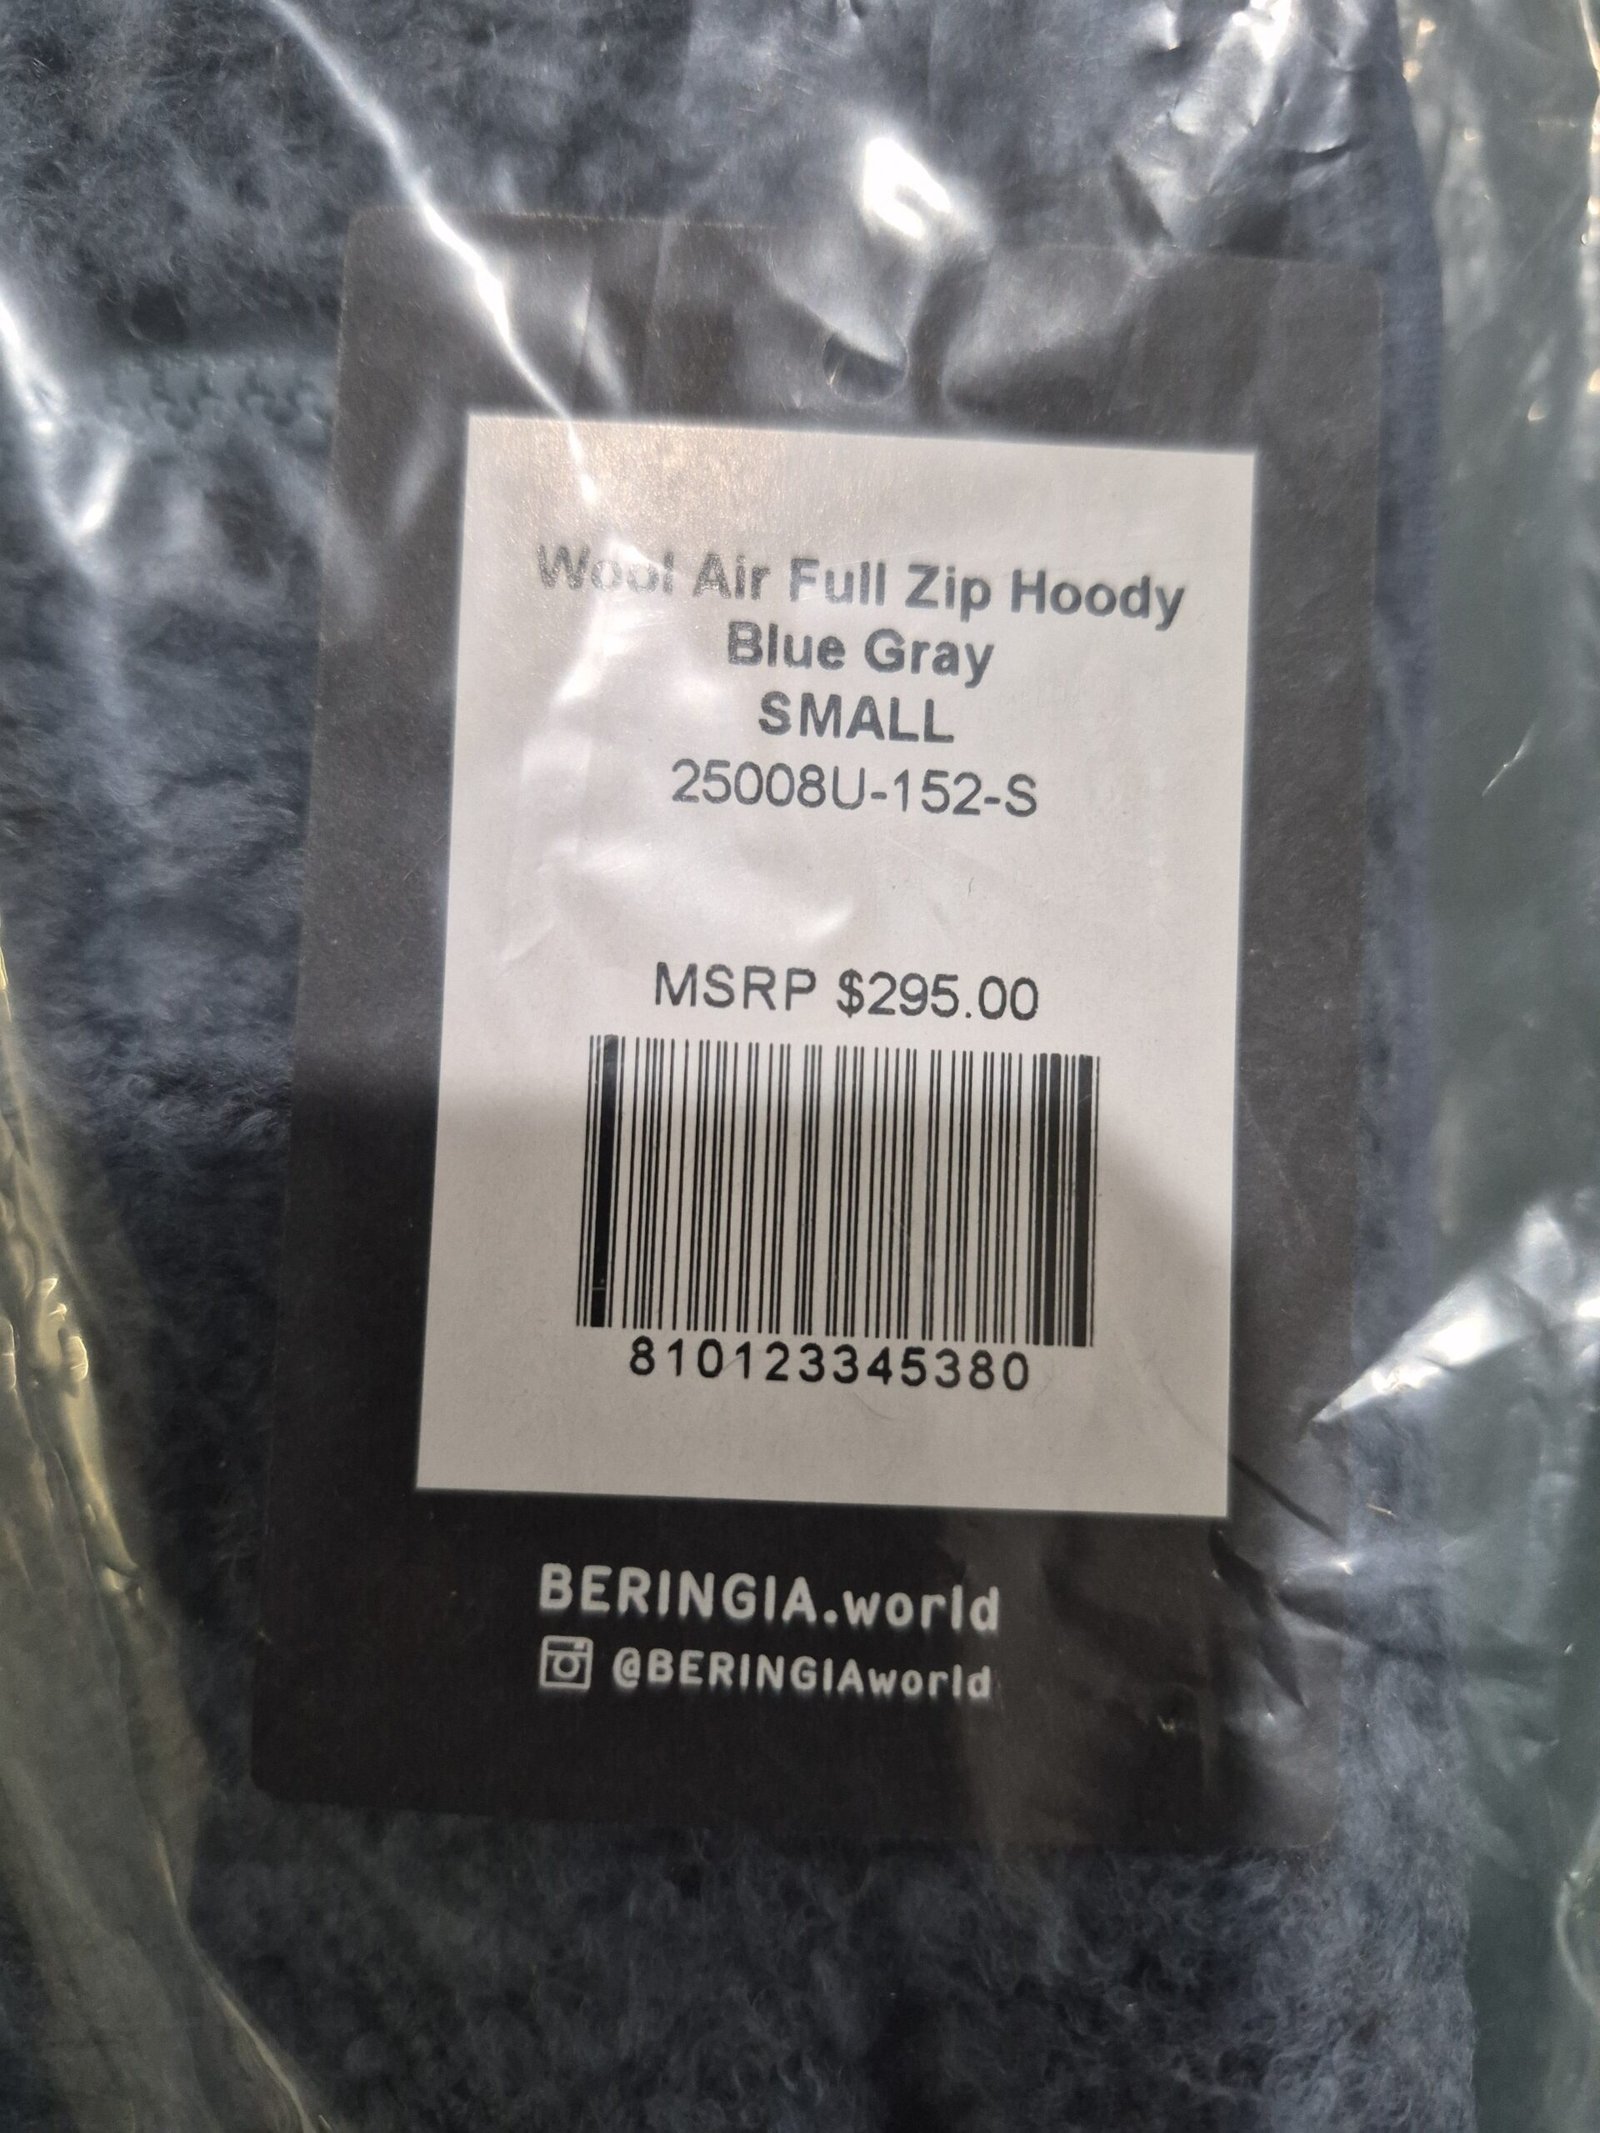 Wool Air Full Zip Hoody
Blue Gray
SMALL
25008U-152-S
MSRP $295.00
810123345380
BERINGIA.world
@BERINGIAworld